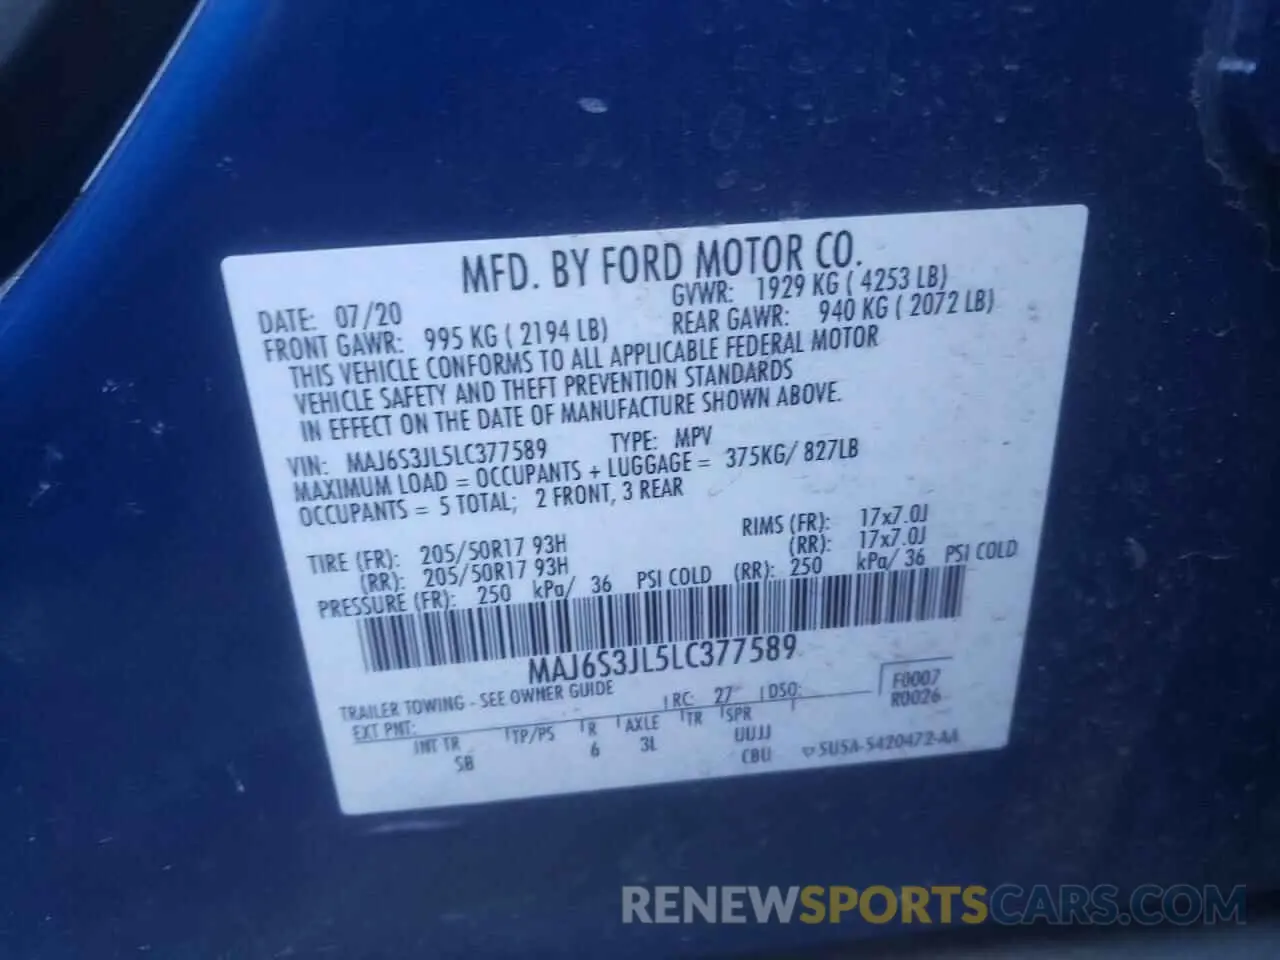 MFD. BY FORD MOTOR CO.
DATE: 07/20 GVWR: 1929 KG ( 4253 LB)
FRONT GAWR: 995 KG ( 2194 LB) REAR GAWR: 940 KG ( 2072 LB)
THIS VEHICLE CONFORMS TO ALL APPLICABLE FEDERAL MOTOR
VEHICLE SAFETY AND THEFT PREVENTION STANDARDS
IN EFFECT ON THE DATE OF MANUFACTURE SHOWN ABOVE.
VIN: MAJ6S3JL5LC377589 TYPE: MPV
MAXIMUM LOAD = OCCUPANTS + LUGGAGE = 375KG/ 827LB
OCCUPANTS = 5 TOTAL; 2 FRONT, 3 REAR
TIRE (FR): 205/50R17 93H RIMS (FR): 17x7.0J
(RR): 205/50R17 93H (RR): 17x7.0J
PRESSURE (FR): 250 kPa/ 36 PSI COLD (RR): 250 kPa/ 36 PSI COLD
MAJ6S3JL5LC377589
TRAILER TOWING - SEE OWNER GUIDE F0007
EXT PNT: RC: 27 DSO: R0026
INT TR TP/PS R AXLE TR SPR
5B 6 3L UUJJ
CBU 5U5A-5420472-AA
RENEWSPORTSCARS.COM